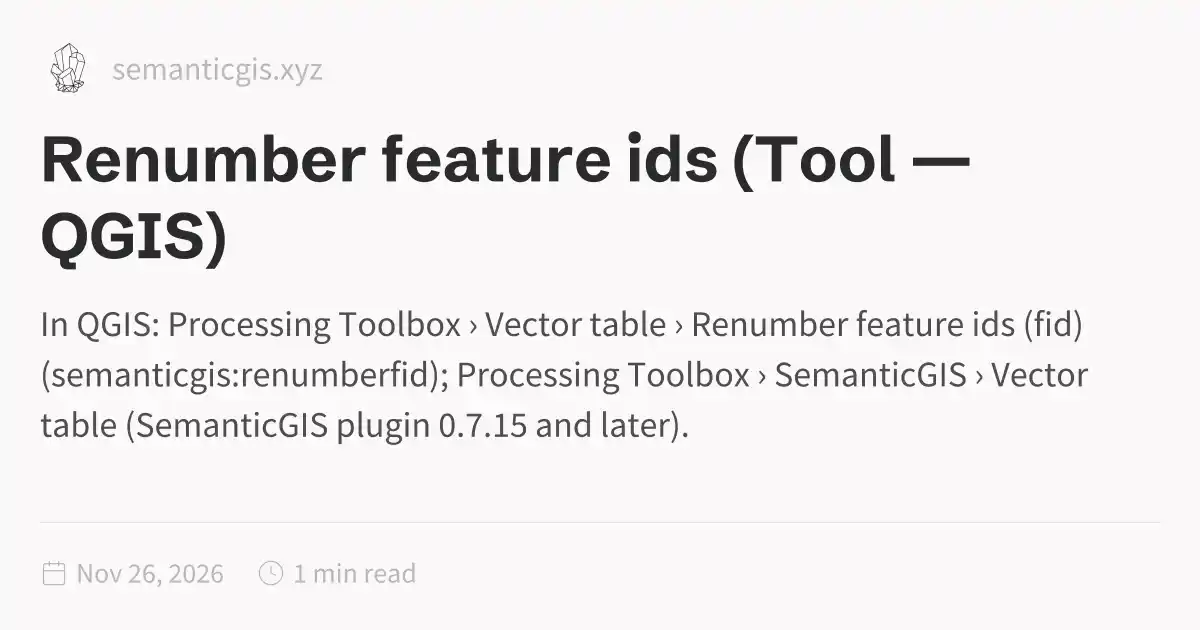 semanticgis.xyz
Renumber feature ids (Tool —
QGIS)
In QGIS: Processing Toolbox › Vector table › Renumber feature ids (fid)
(semanticgis:renumberfid); Processing Toolbox › SemanticGIS › Vector
table (SemanticGIS plugin 0.7.15 and later).
Nov 26, 2026 1 min read